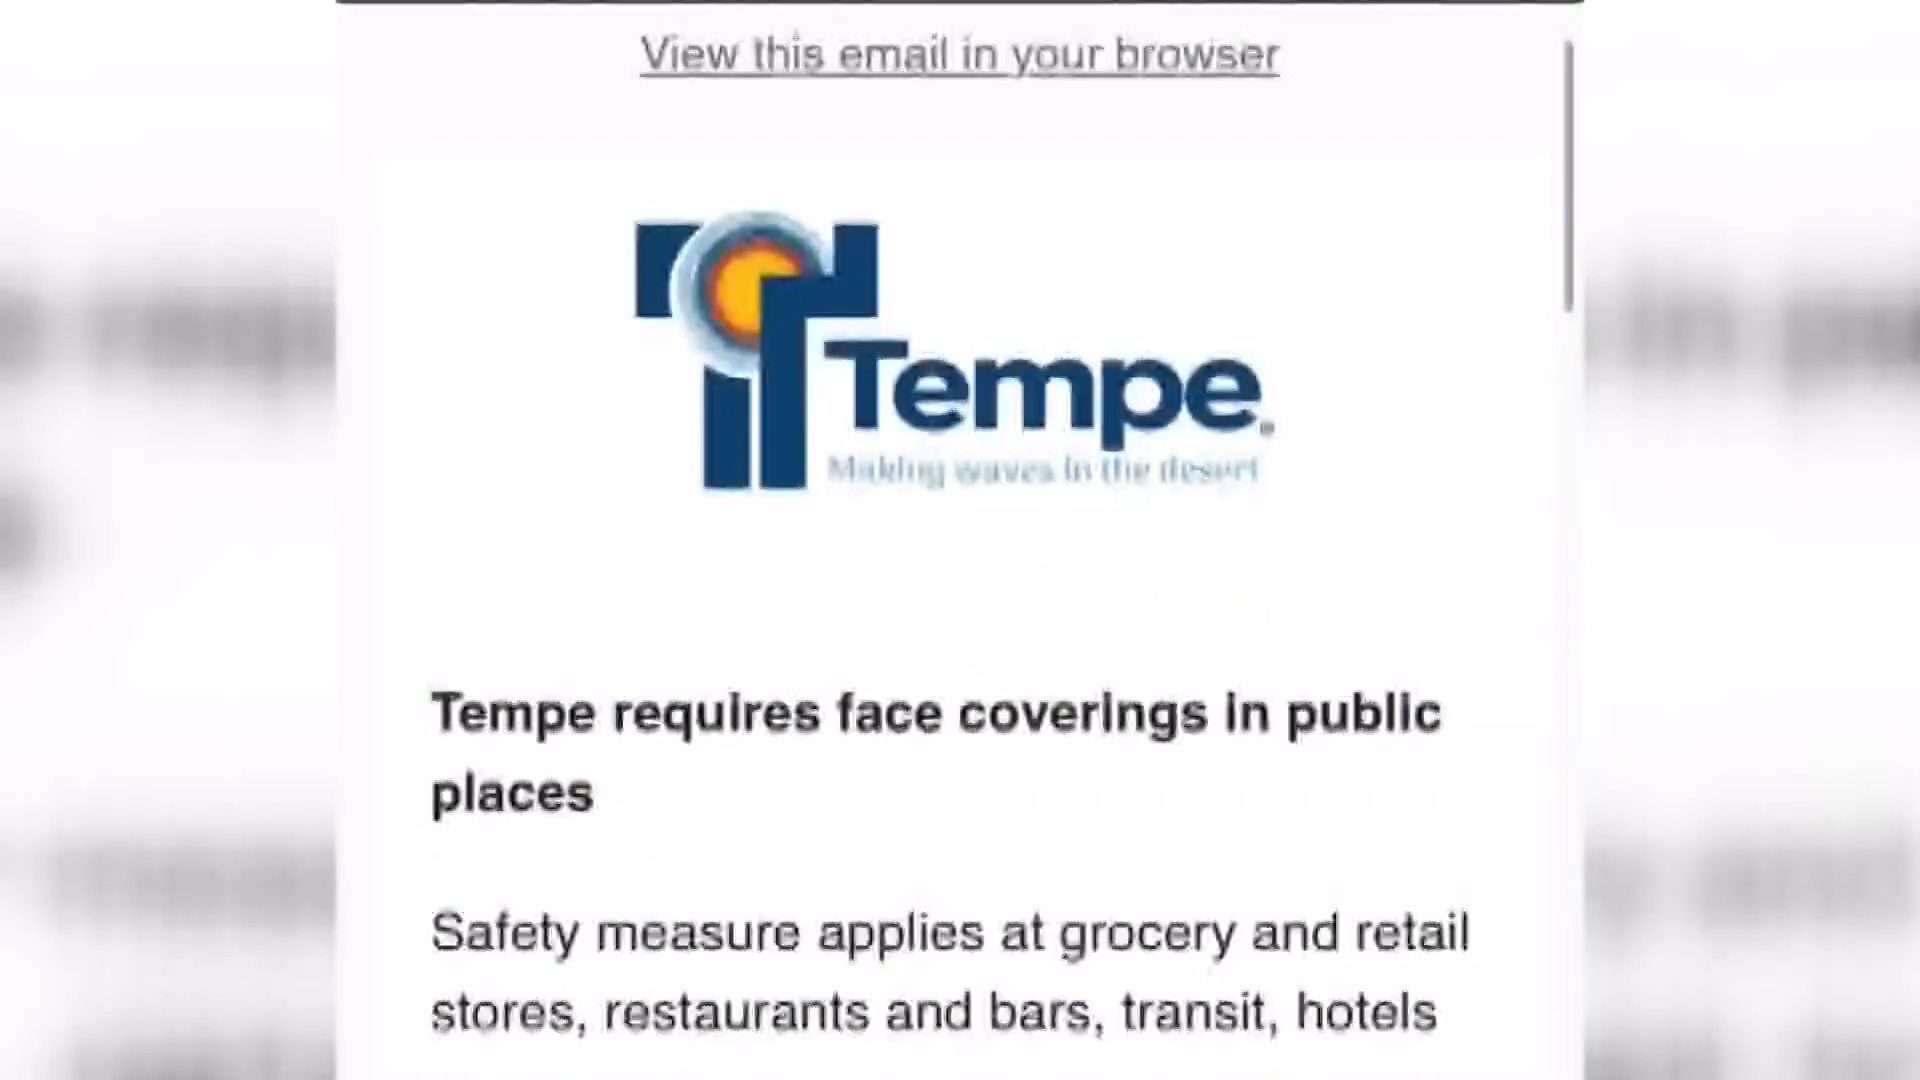 View this email in your browser
Tempe
Making waves in the desert
Tempe requires face coverings in public
places
Safety measure applies at grocery and retail
stores, restaurants and bars, transit, hotels